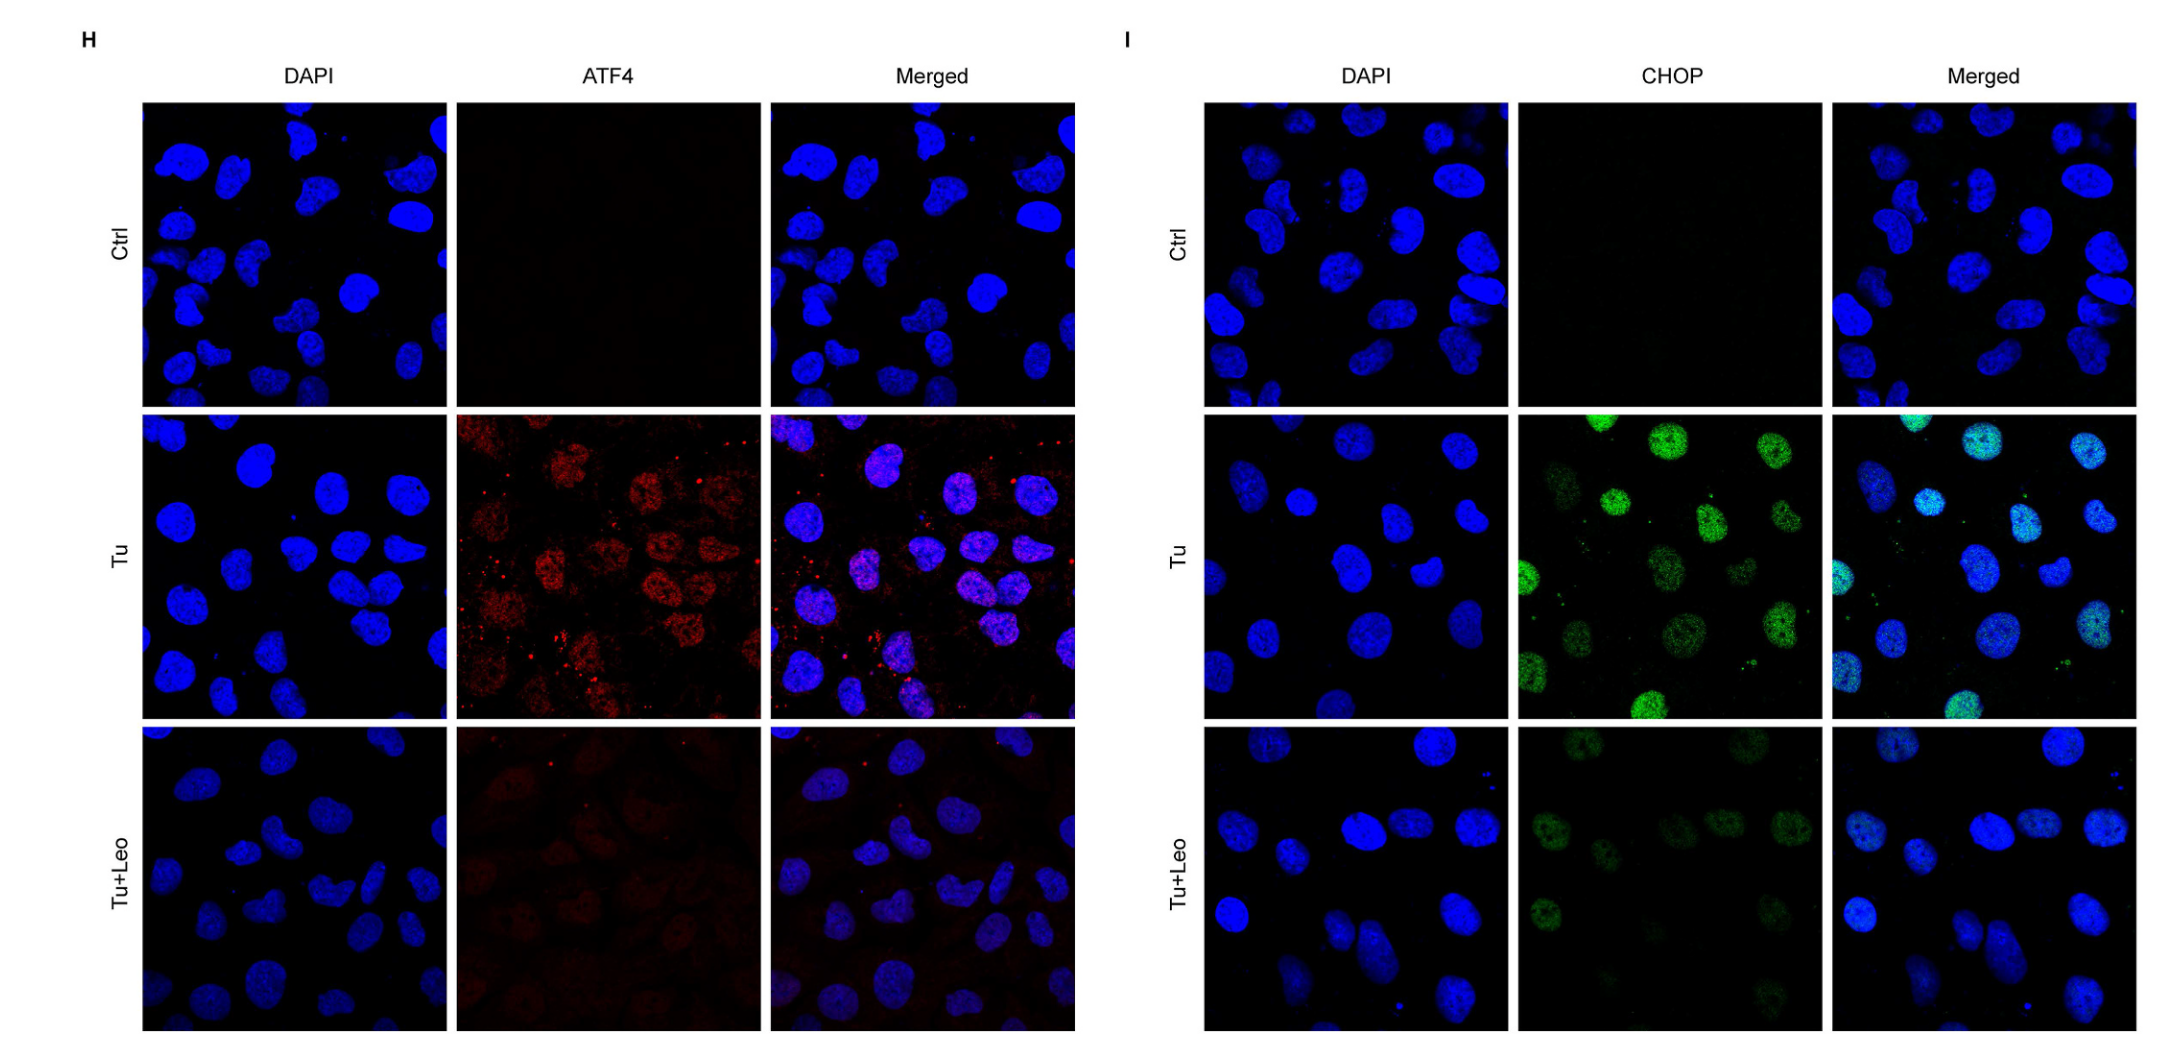 H
DAPI ATF4 Merged
Ctrl
Tu
Tu+Leo
I
DAPI CHOP Merged
Ctrl
Tu
Tu+Leo